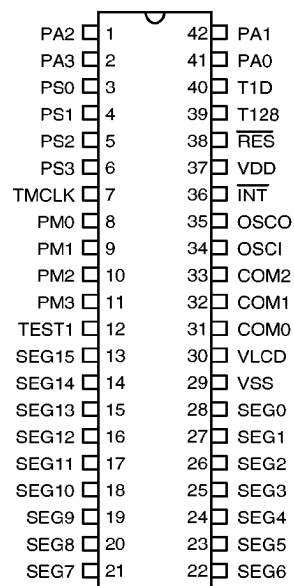 PA2 1 42 PA1
PA3 2 41 PA0
PS0 3 40 T1D
PS1 4 39 T128
PS2 5 38 R̅E̅S̅
PS3 6 37 VDD
TMCLK 7 36 I̅N̅T̅
PM0 8 35 OSCO
PM1 9 34 OSCI
PM2 10 33 COM2
PM3 11 32 COM1
TEST1 12 31 COM0
SEG15 13 30 VLCD
SEG14 14 29 VSS
SEG13 15 28 SEG0
SEG12 16 27 SEG1
SEG11 17 26 SEG2
SEG10 18 25 SEG3
SEG9 19 24 SEG4
SEG8 20 23 SEG5
SEG7 21 22 SEG6